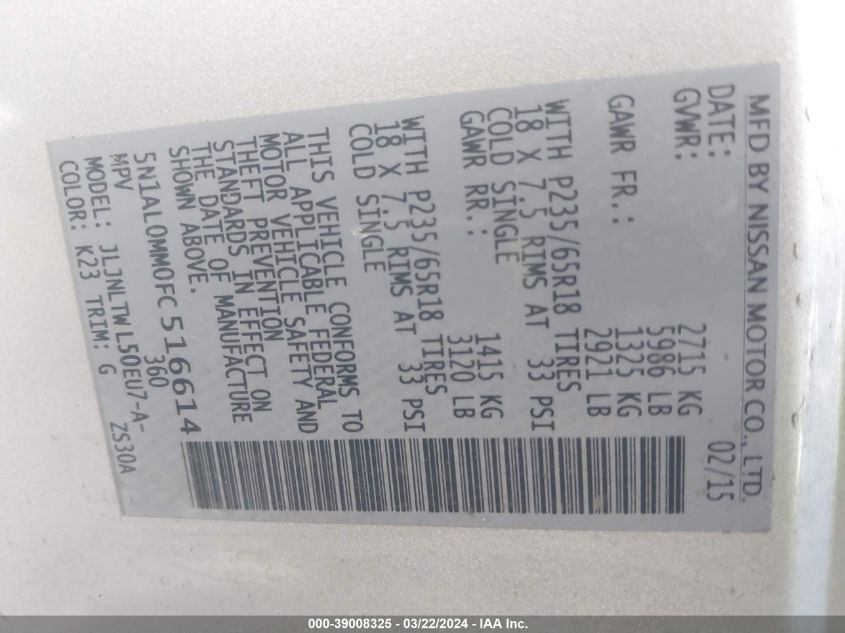 MFD BY NISSAN MOTOR CO., LTD.
DATE: 02/15
GVWR: 2715 KG
5986 LB
GAWR FR.: 1325 KG
2921 LB
WITH P235/65R18 TIRES
18 X 7.5 RIMS AT 33 PSI
COLD SINGLE
GAWR RR.: 1415 KG
3120 LB
WITH P235/65R18 TIRES
18 X 7.5 RIMS AT 33 PSI
COLD SINGLE
THIS VEHICLE CONFORMS TO
ALL APPLICABLE FEDERAL
MOTOR VEHICLE SAFETY AND
THEFT PREVENTION
STANDARDS IN EFFECT ON
THE DATE OF MANUFACTURE
SHOWN ABOVE.
5N1AL0MM0FC516614
MPV 360
MODEL: JLJNLTWL50EU7-A-
COLOR: K23 TRIM: G ZS30A
000-39008325 - 03/22/2024 - IAA Inc.